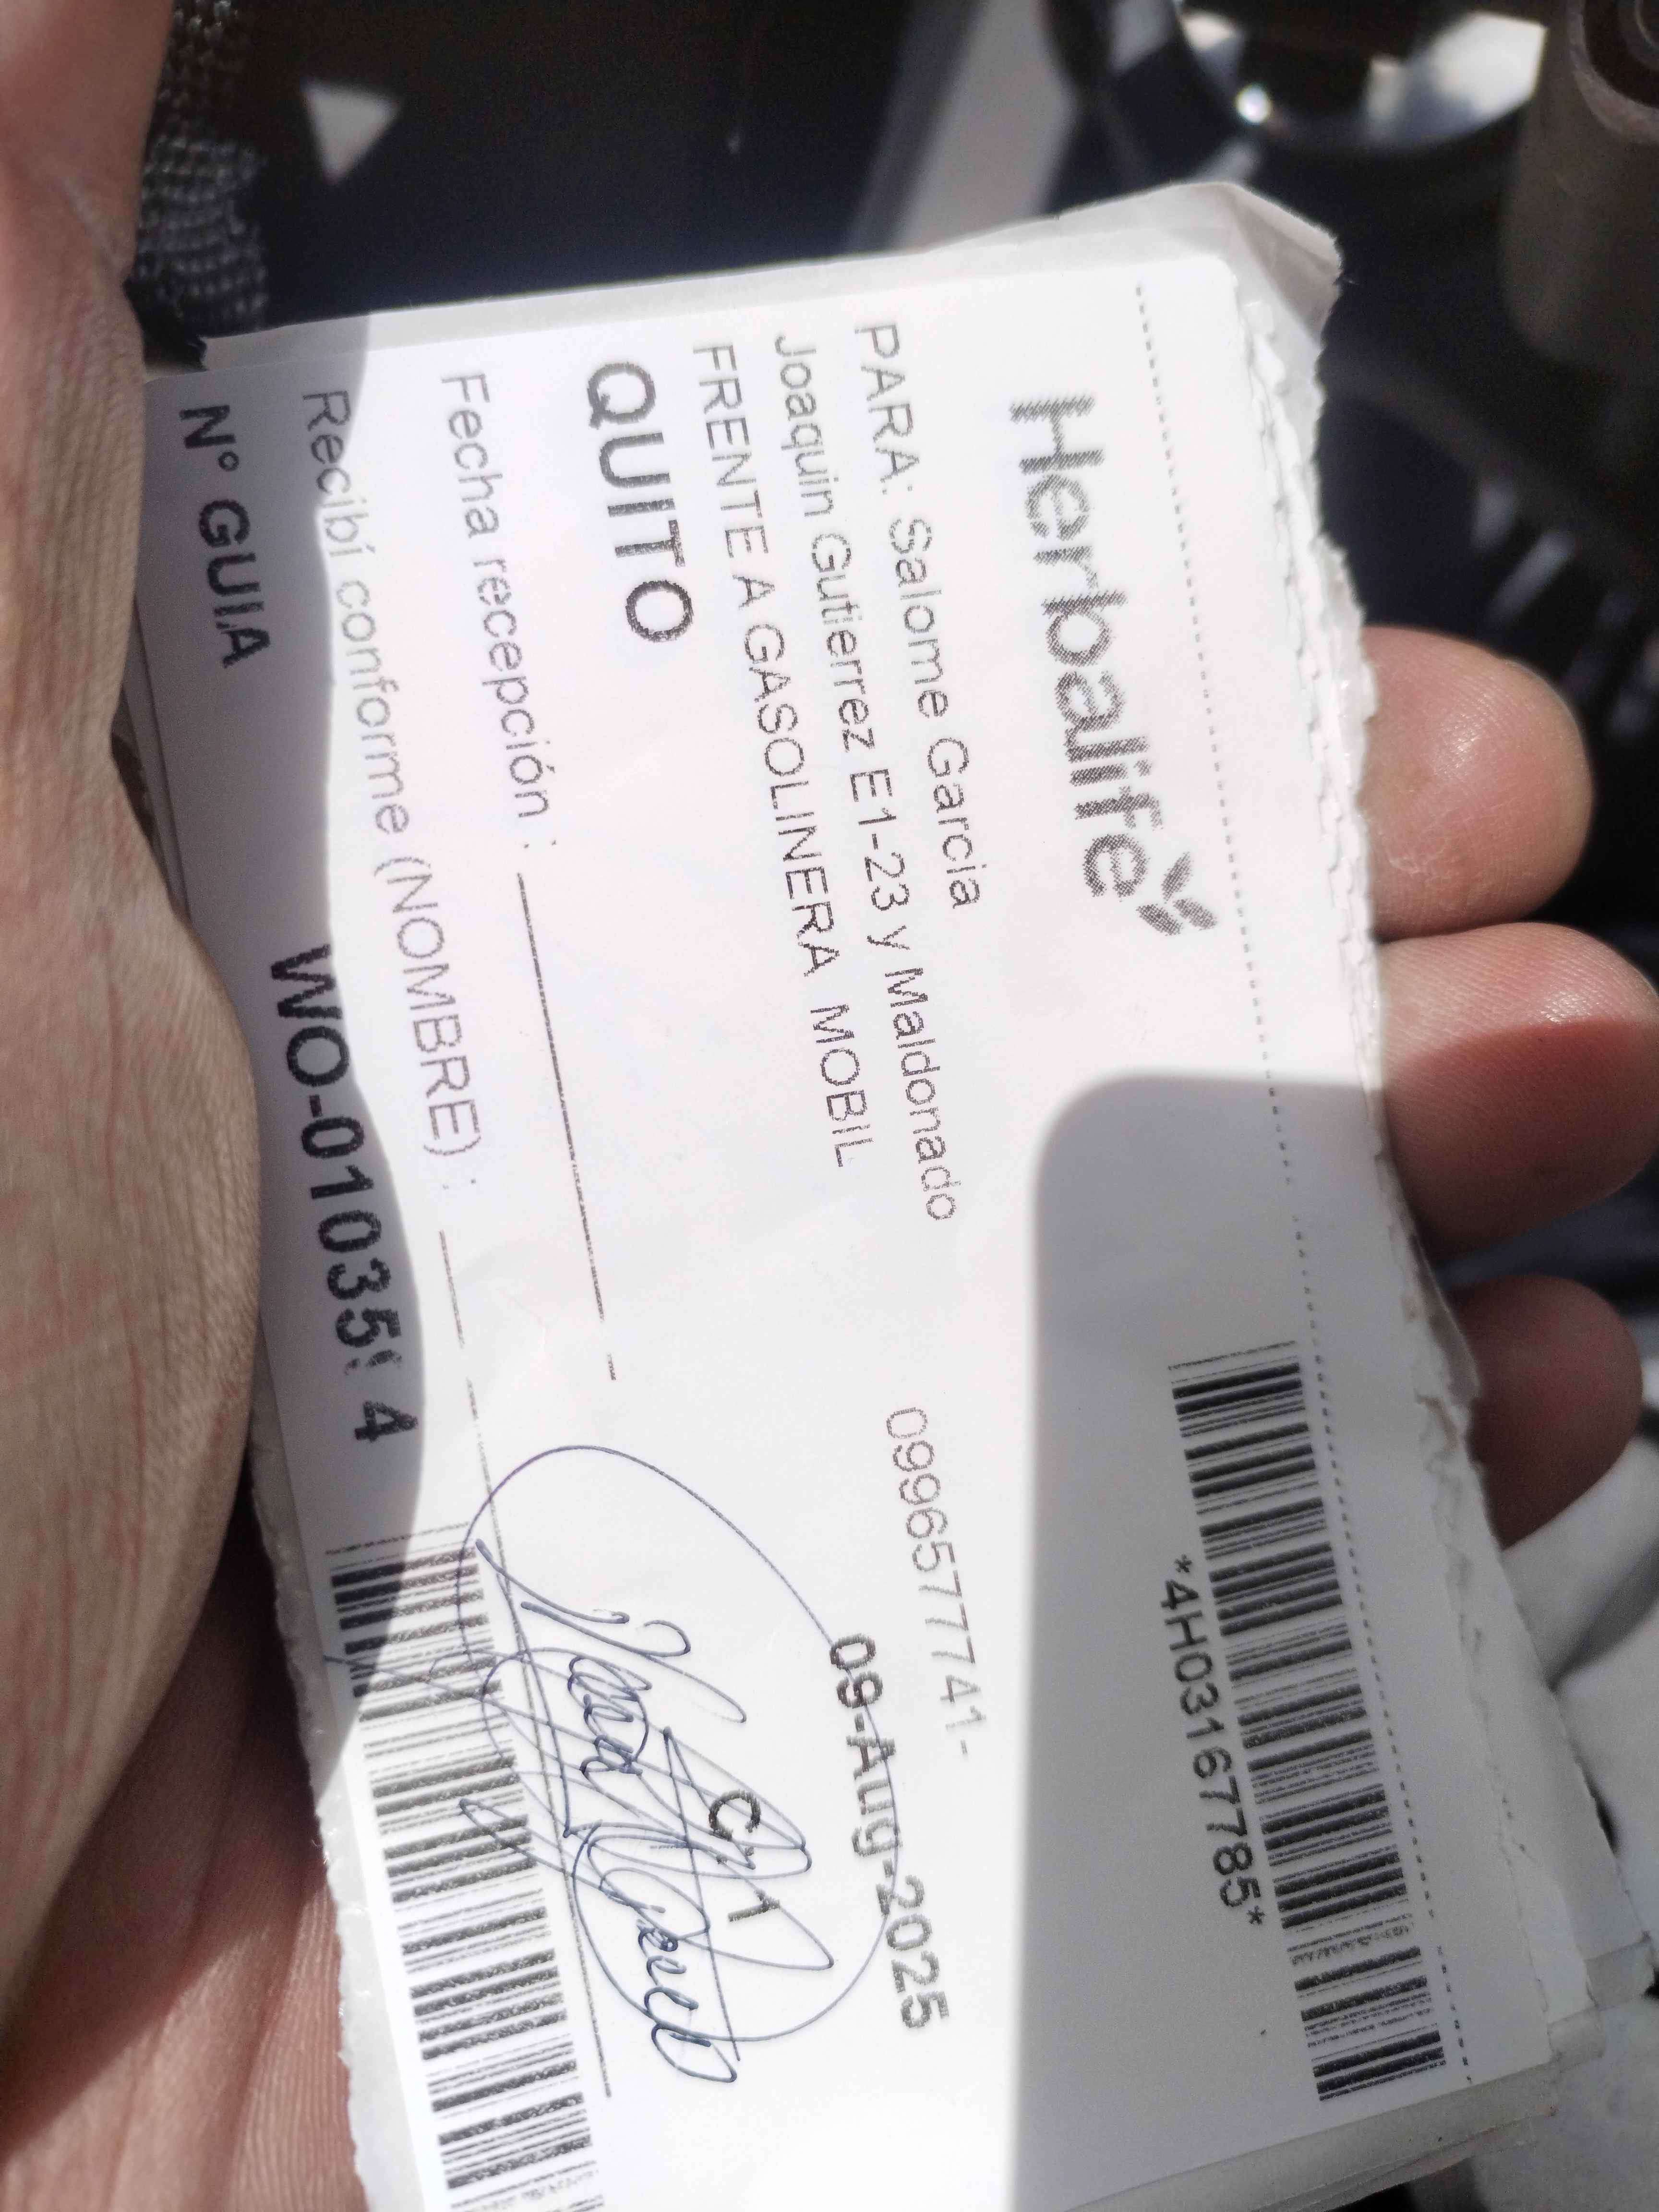 *4H03167785*
Herbalife
PARA: Salome Garcia
Joaquin Gutierrez E1-23 y Maldonado 0996577741-
FRENTE A GASOLINERA MOBIL
09-Aug-2025
QUITO
Fecha recepción :
Recibí conforme (NOMBRE) :
N° GUIA